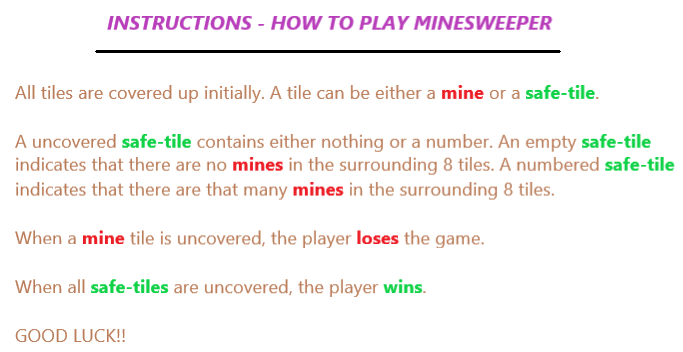 INSTRUCTIONS - HOW TO PLAY MINESWEEPER
All tiles are covered up initially. A tile can be either a mine or a safe-tile.
A uncovered safe-tile contains either nothing or a number. An empty safe-tile
indicates that there are no mines in the surrounding 8 tiles. A numbered safe-tile
indicates that there are that many mines in the surrounding 8 tiles.
When a mine tile is uncovered, the player loses the game.
When all safe-tiles are uncovered, the player wins.
GOOD LUCK!!